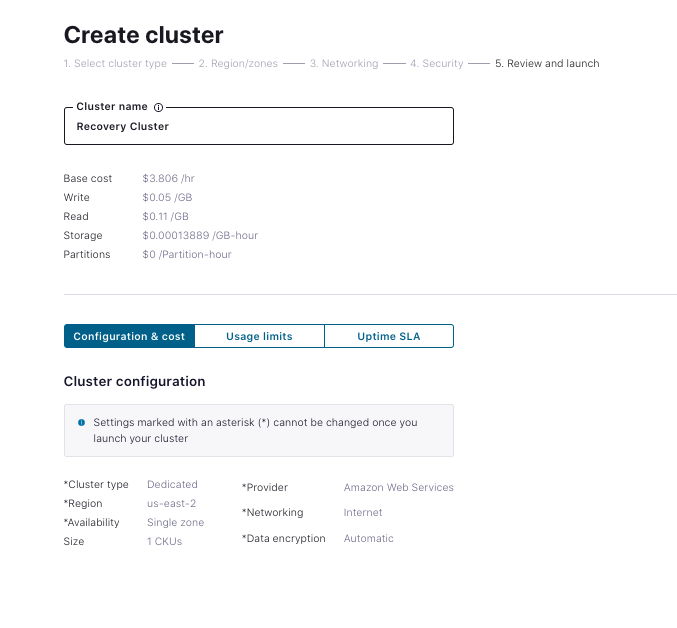 Create cluster
1. Select cluster type 2. Region/zones 3. Networking 4. Security 5. Review and launch
Cluster name
Recovery Cluster
Base cost $3.806 /hr
Write $0.05 /GB
Read $0.11 /GB
Storage $0.00013889 /GB-hour
Partitions $0 /Partition-hour
Configuration & cost Usage limits Uptime SLA
Cluster configuration
Settings marked with an asterisk (*) cannot be changed once you
launch your cluster
*Cluster type Dedicated
*Region us-east-2
*Availability Single zone
Size 1 CKUs
*Provider Amazon Web Services
*Networking Internet
*Data encryption Automatic